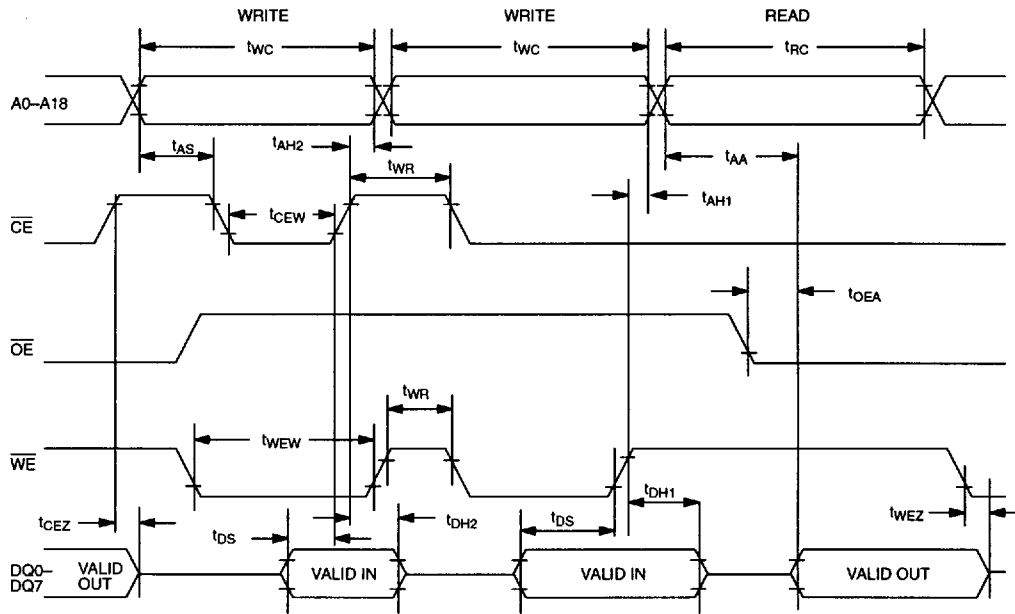 WRITE WRITE READ
tWC tWC tRC
A0–A18
tAS tAH2 tWR tAA
tAH1
tCEW
CE
tOEA
OE
tWR
tWEW
WE
tCEZ tDS tDH2 tDS tDH1 tWEZ
DQ0–DQ7 VALID OUT VALID IN VALID IN VALID OUT